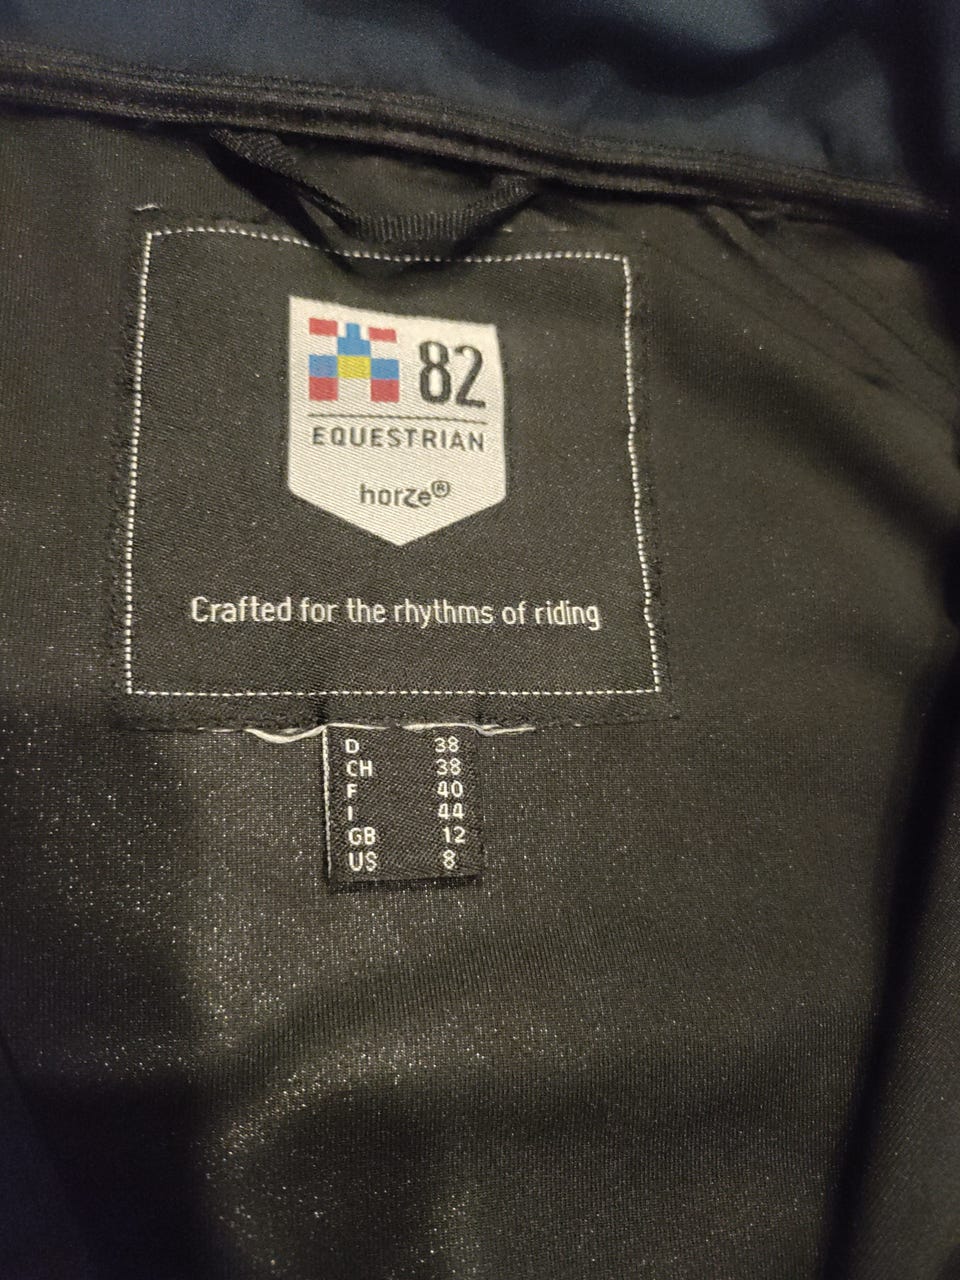 82
EQUESTRIAN
horze®
Crafted for the rhythms of riding
D 38
CH 38
F 40
I 44
GB 12
US 8